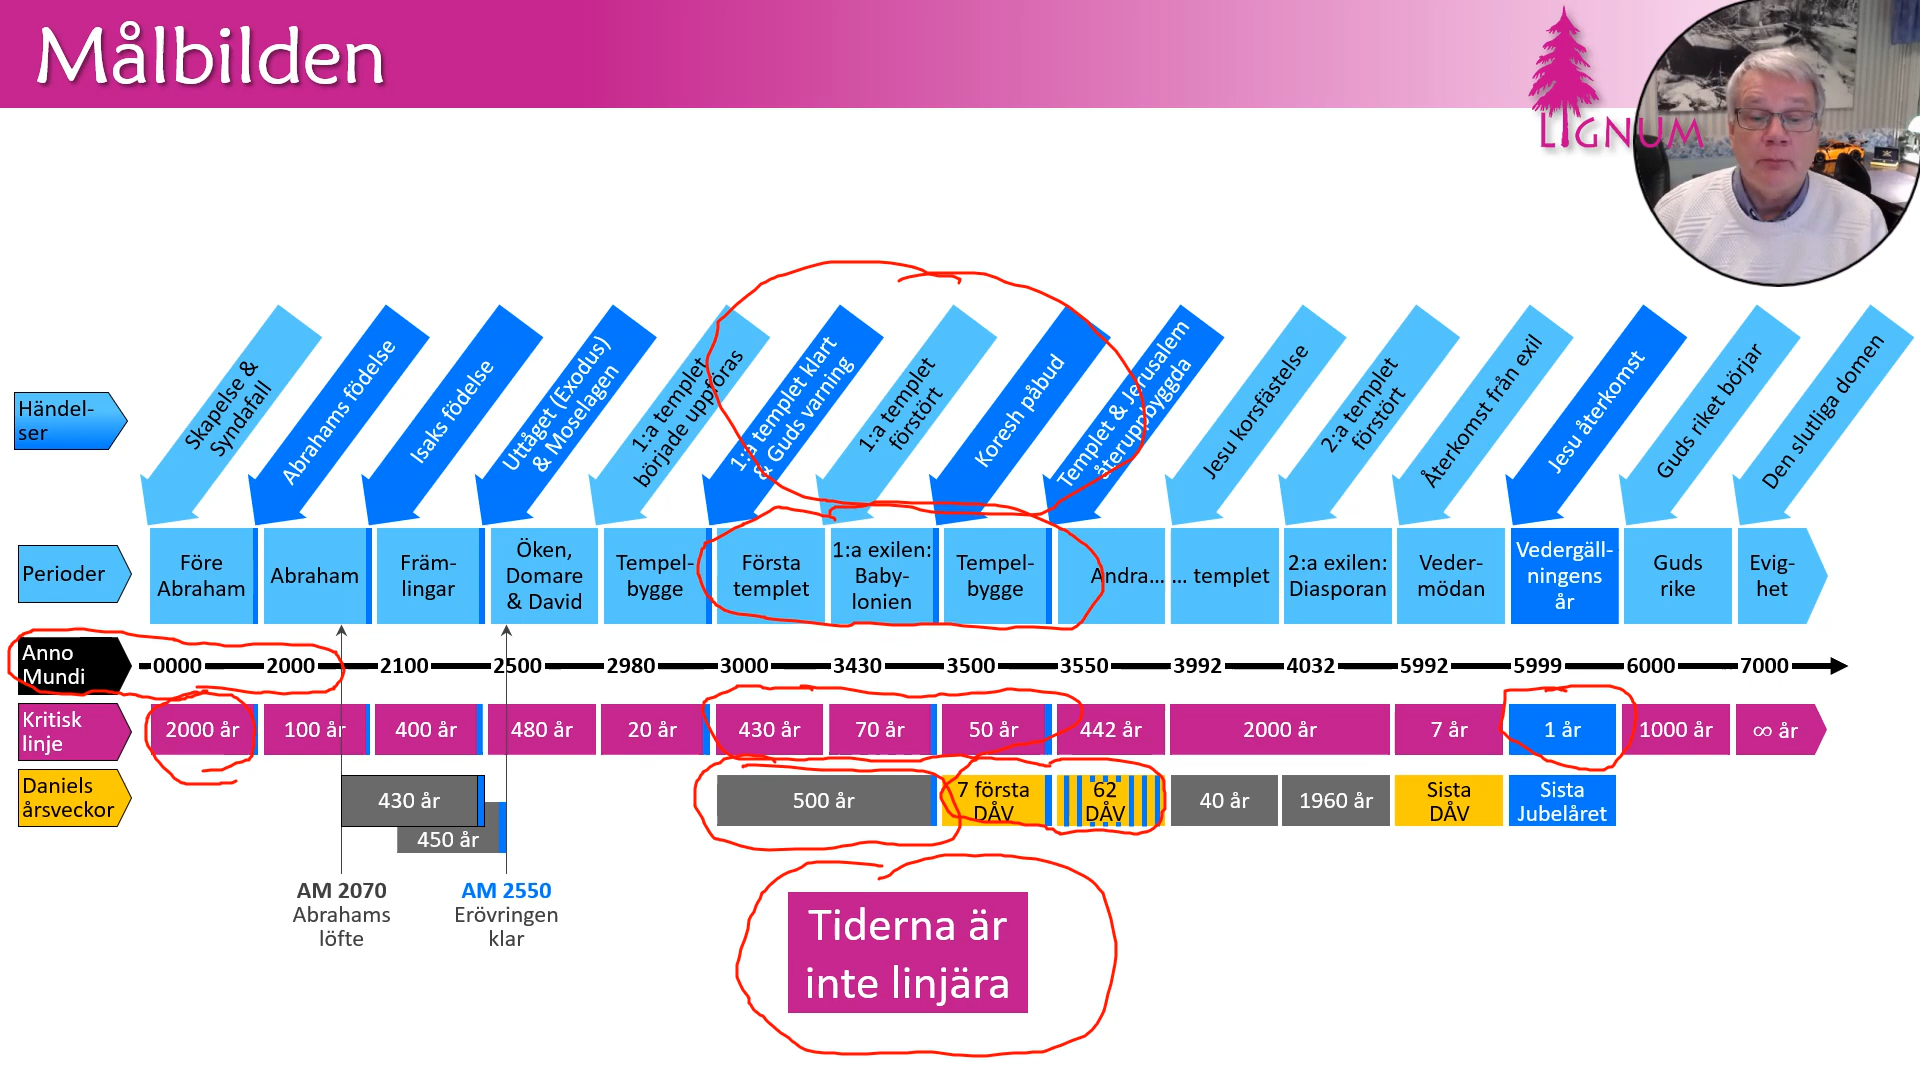 Målbilden
LIGNUM
Händel-
ser
Skapelse &
Syndafall
Abrahams födelse
Isaks födelse
Uttåget (Exodus)
& Moselagen
1:a templet
började uppföras
1:a templet klart
& Guds varning
1:a templet
förstört
Koresh påbud
Templet & Jerusalem
återuppbyggda
Jesu korsfästelse
2:a templet
förstört
Återkomst från exil
Jesu återkomst
Guds riket börjar
Den slutliga domen
Perioder
Före
Abraham
Abraham
Främ-
lingar
Öken,
Domare
& David
Tempel-
bygge
Första
templet
1:a exilen:
Baby-
lonien
Tempel-
bygge
Andra...
... templet
2:a exilen:
Diasporan
Veder-
mödan
Vedergäll-
ningens
år
Guds
rike
Evig-
het
Anno
Mundi
0000 2000 2100 2500 2980 3000 3430 3500 3550 3992 4032 5992 5999 6000 7000
Kritisk
linje
2000 år 100 år 400 år 480 år 20 år 430 år 70 år 50 år 442 år 2000 år 7 år 1 år 1000 år ∞ år
Daniels
årsveckor
430 år
450 år
500 år
7 första
DÅV
62
DÅV
40 år
1960 år
Sista
DÅV
Sista
Jubelåret
AM 2070
Abrahams
löfte
AM 2550
Erövringen
klar
Tiderna är
inte linjära